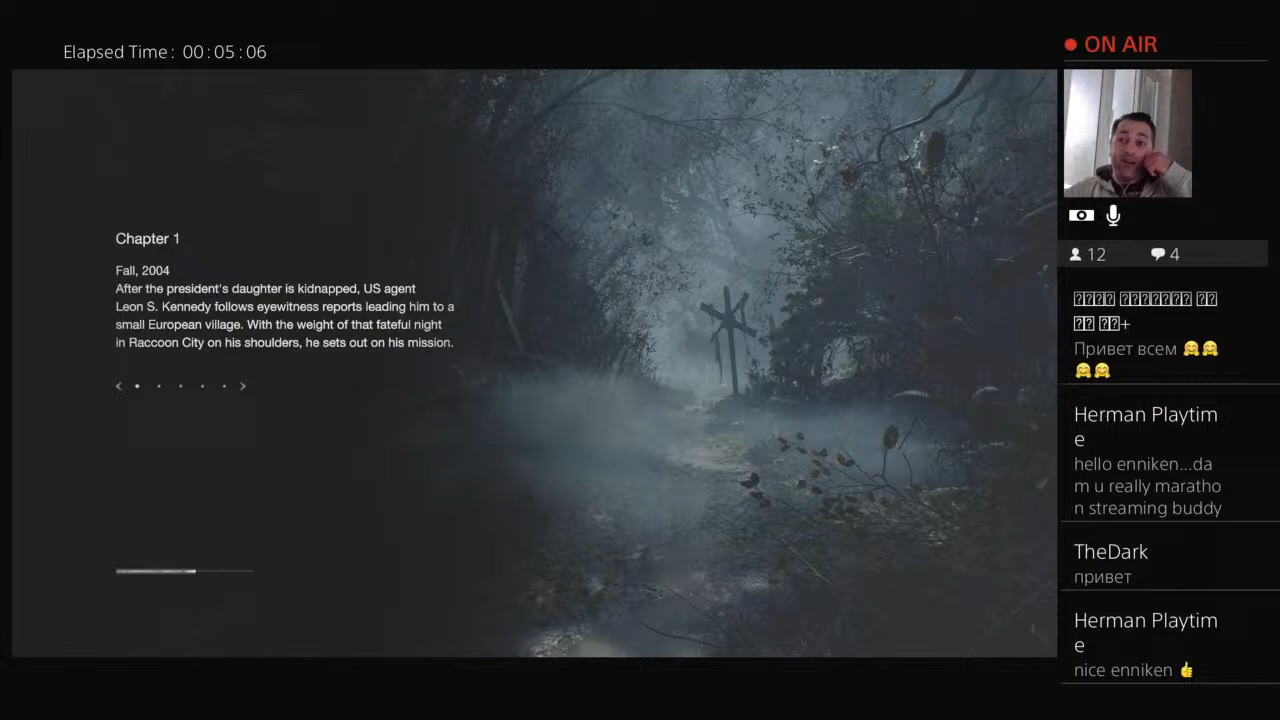 Elapsed Time: 00:05:06
ON AIR
Chapter 1
Fall, 2004
After the president's daughter is kidnapped, US agent
Leon S. Kennedy follows eyewitness reports leading him to a
small European village. With the weight of that fateful night
in Raccoon City on his shoulders, he sets out on his mission.
12
4
+
Привет всем 🤗🤗
🤗🤗
Herman Playtim
e
hello enniken...da
m u really maratho
n streaming buddy
TheDark
привет
Herman Playtim
e
nice enniken 👍